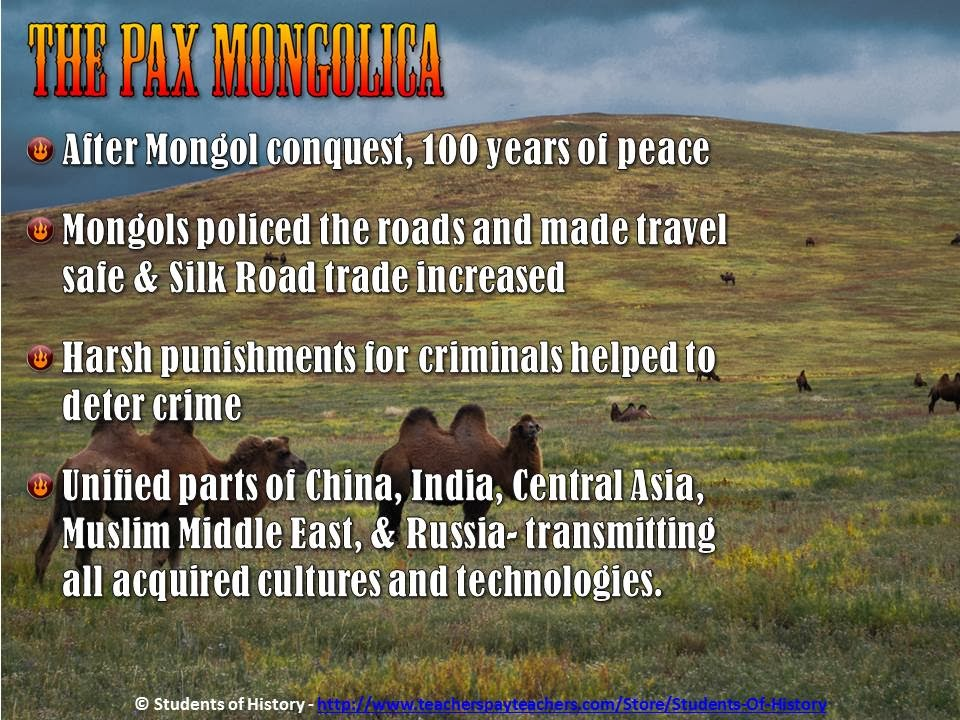 THE PAX MONGOLICA
After Mongol conquest, 100 years of peace
Mongols policed the roads and made travel
safe & Silk Road trade increased
Harsh punishments for criminals helped to
deter crime
Unified parts of China, India, Central Asia,
Muslim Middle East, & Russia- transmitting
all acquired cultures and technologies.
© Students of History - http://www.teacherspayteachers.com/Store/Students-Of-History